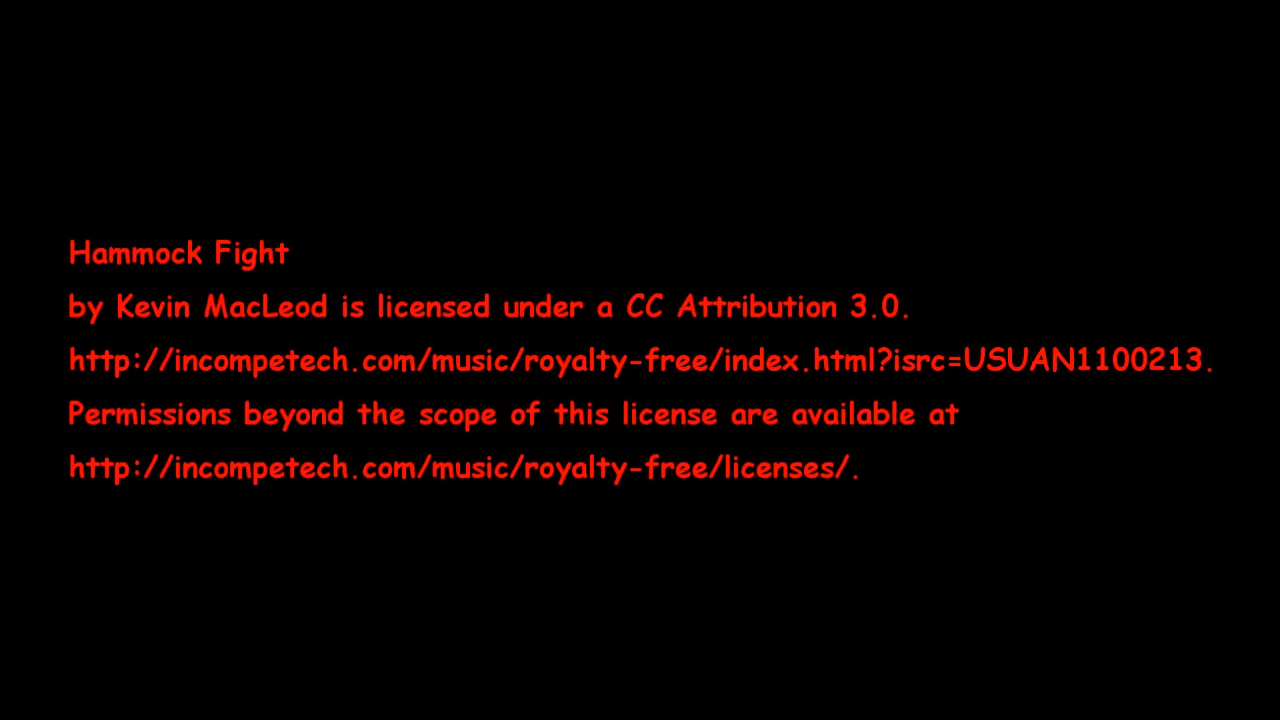 Hammock Fight
by Kevin MacLeod is licensed under a CC Attribution 3.0.
http://incompetech.com/music/royalty-free/index.html?isrc=USUAN1100213.
Permissions beyond the scope of this license are available at
http://incompetech.com/music/royalty-free/licenses/.